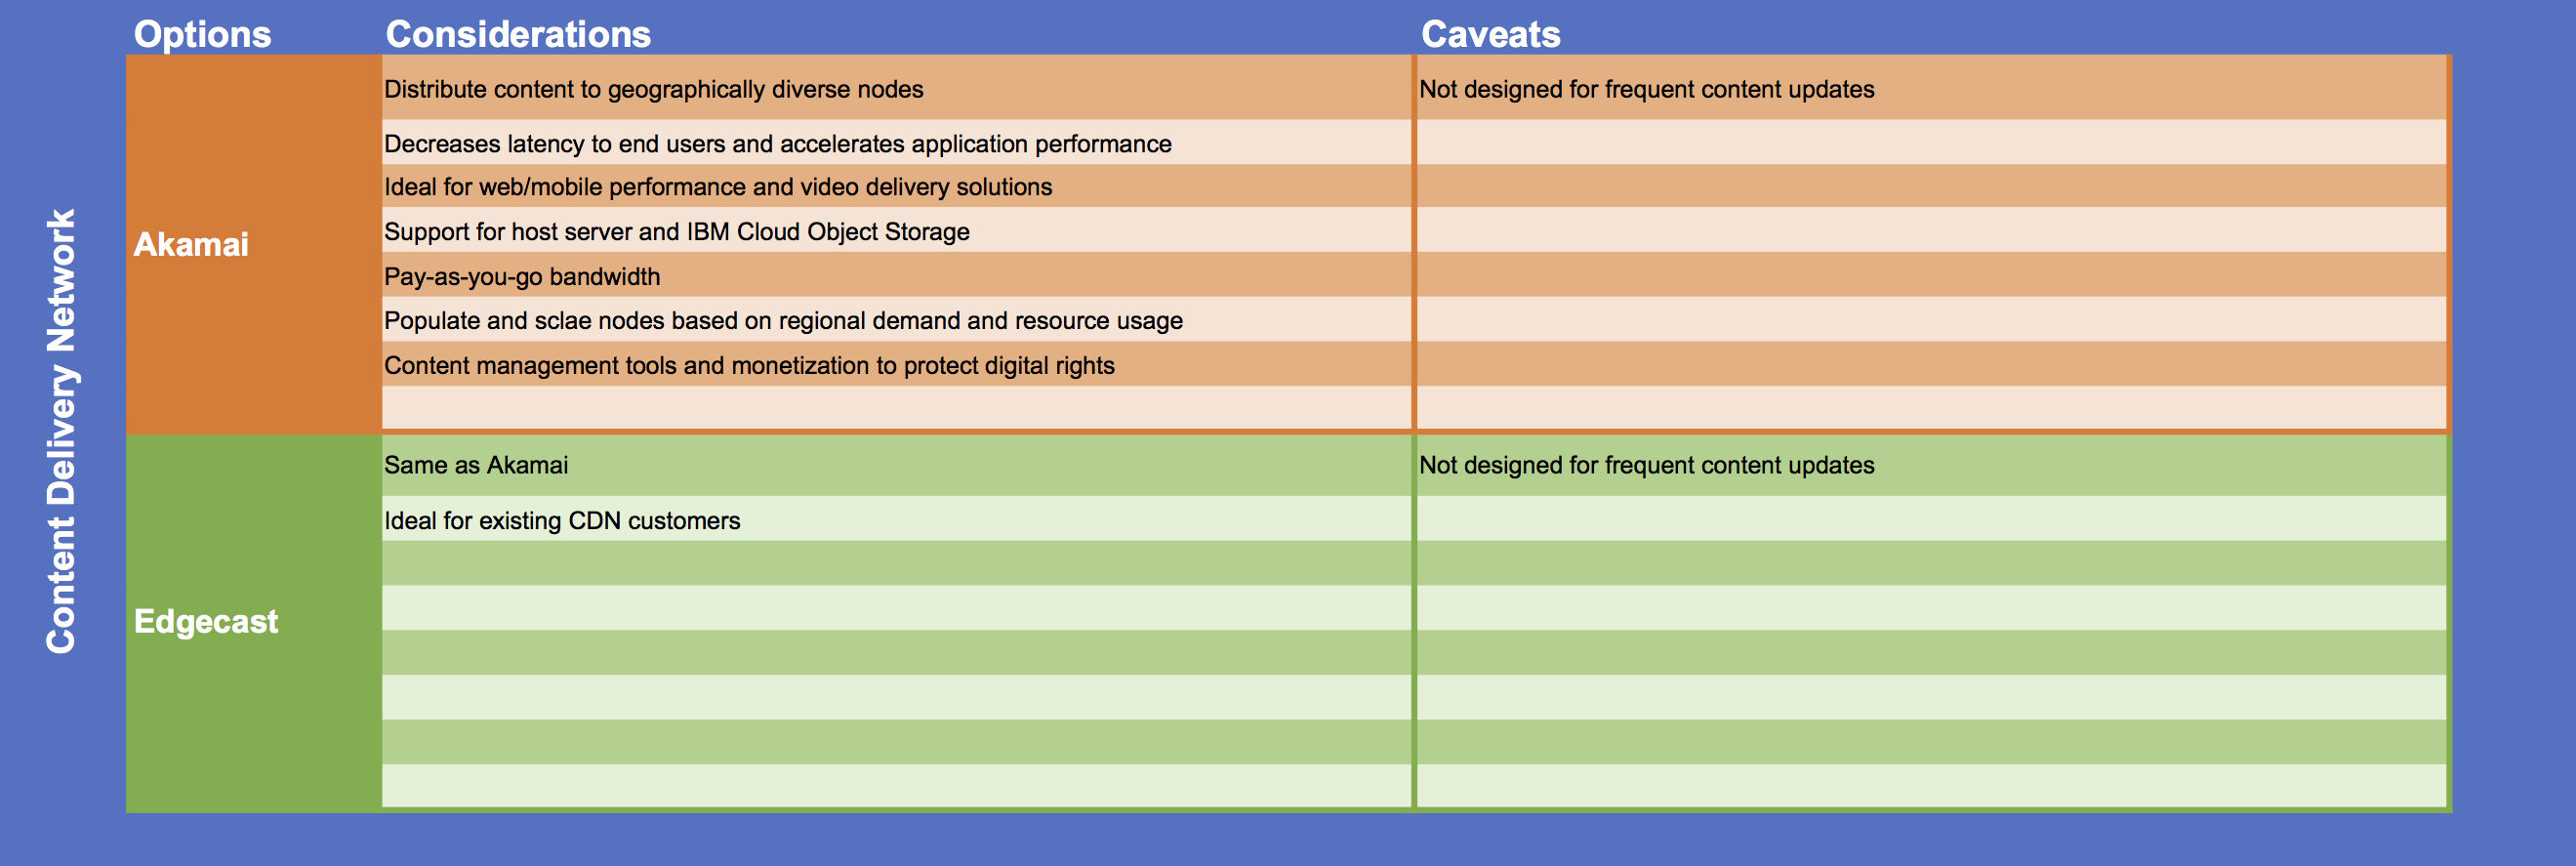 Options Considerations Caveats
Content Delivery Network
Akamai
Distribute content to geographically diverse nodes Not designed for frequent content updates
Decreases latency to end users and accelerates application performance
Ideal for web/mobile performance and video delivery solutions
Support for host server and IBM Cloud Object Storage
Pay-as-you-go bandwidth
Populate and sclae nodes based on regional demand and resource usage
Content management tools and monetization to protect digital rights
Edgecast
Same as Akamai Not designed for frequent content updates
Ideal for existing CDN customers